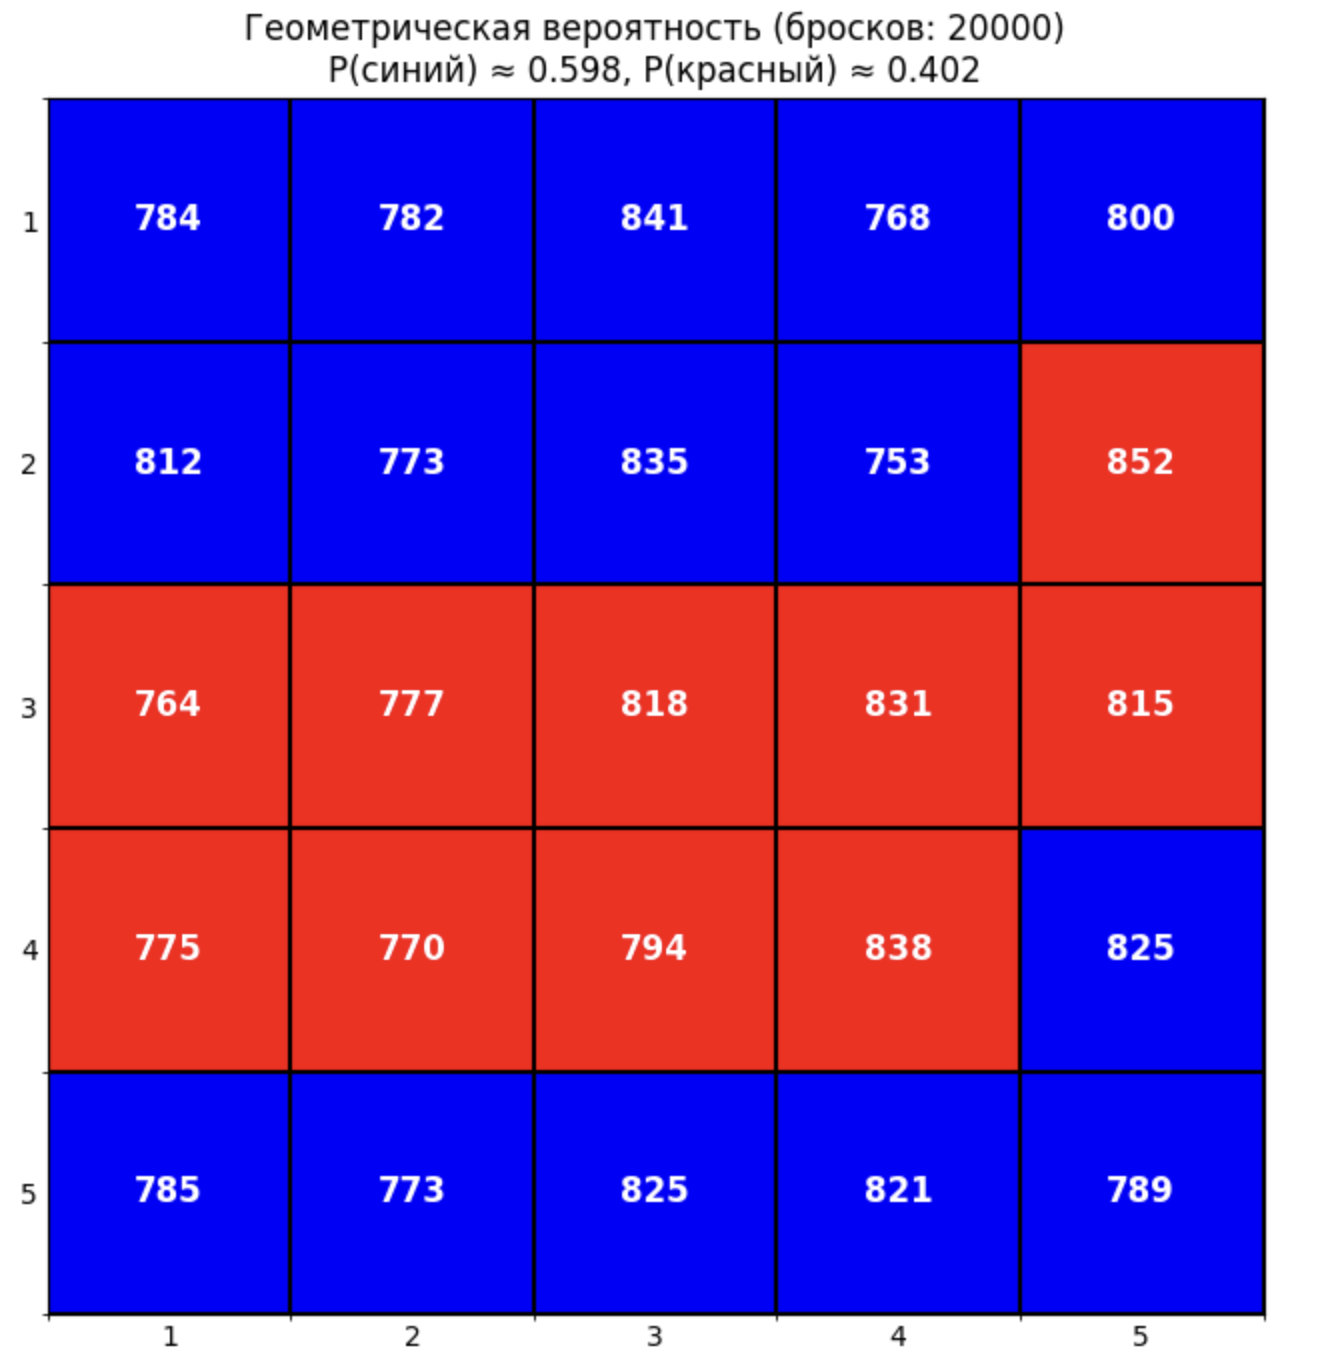 Геометрическая вероятность (бросков: 20000)
P(синий) ≈ 0.598, P(красный) ≈ 0.402
1 784 782 841 768 800
2 812 773 835 753 852
3 764 777 818 831 815
4 775 770 794 838 825
5 785 773 825 821 789
1 2 3 4 5